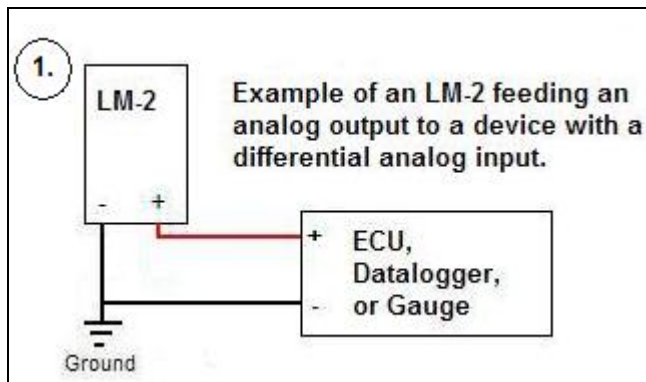 1.
LM-2
Example of an LM-2 feeding an
analog output to a device with a
differential analog input.
- +
+ ECU,
Datalogger,
- or Gauge
Ground